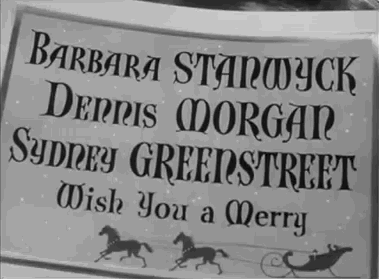 BARBARA STANWYCK
DENNIS MORGAN
SYDNEY GREENSTREET
Wish You a Merry